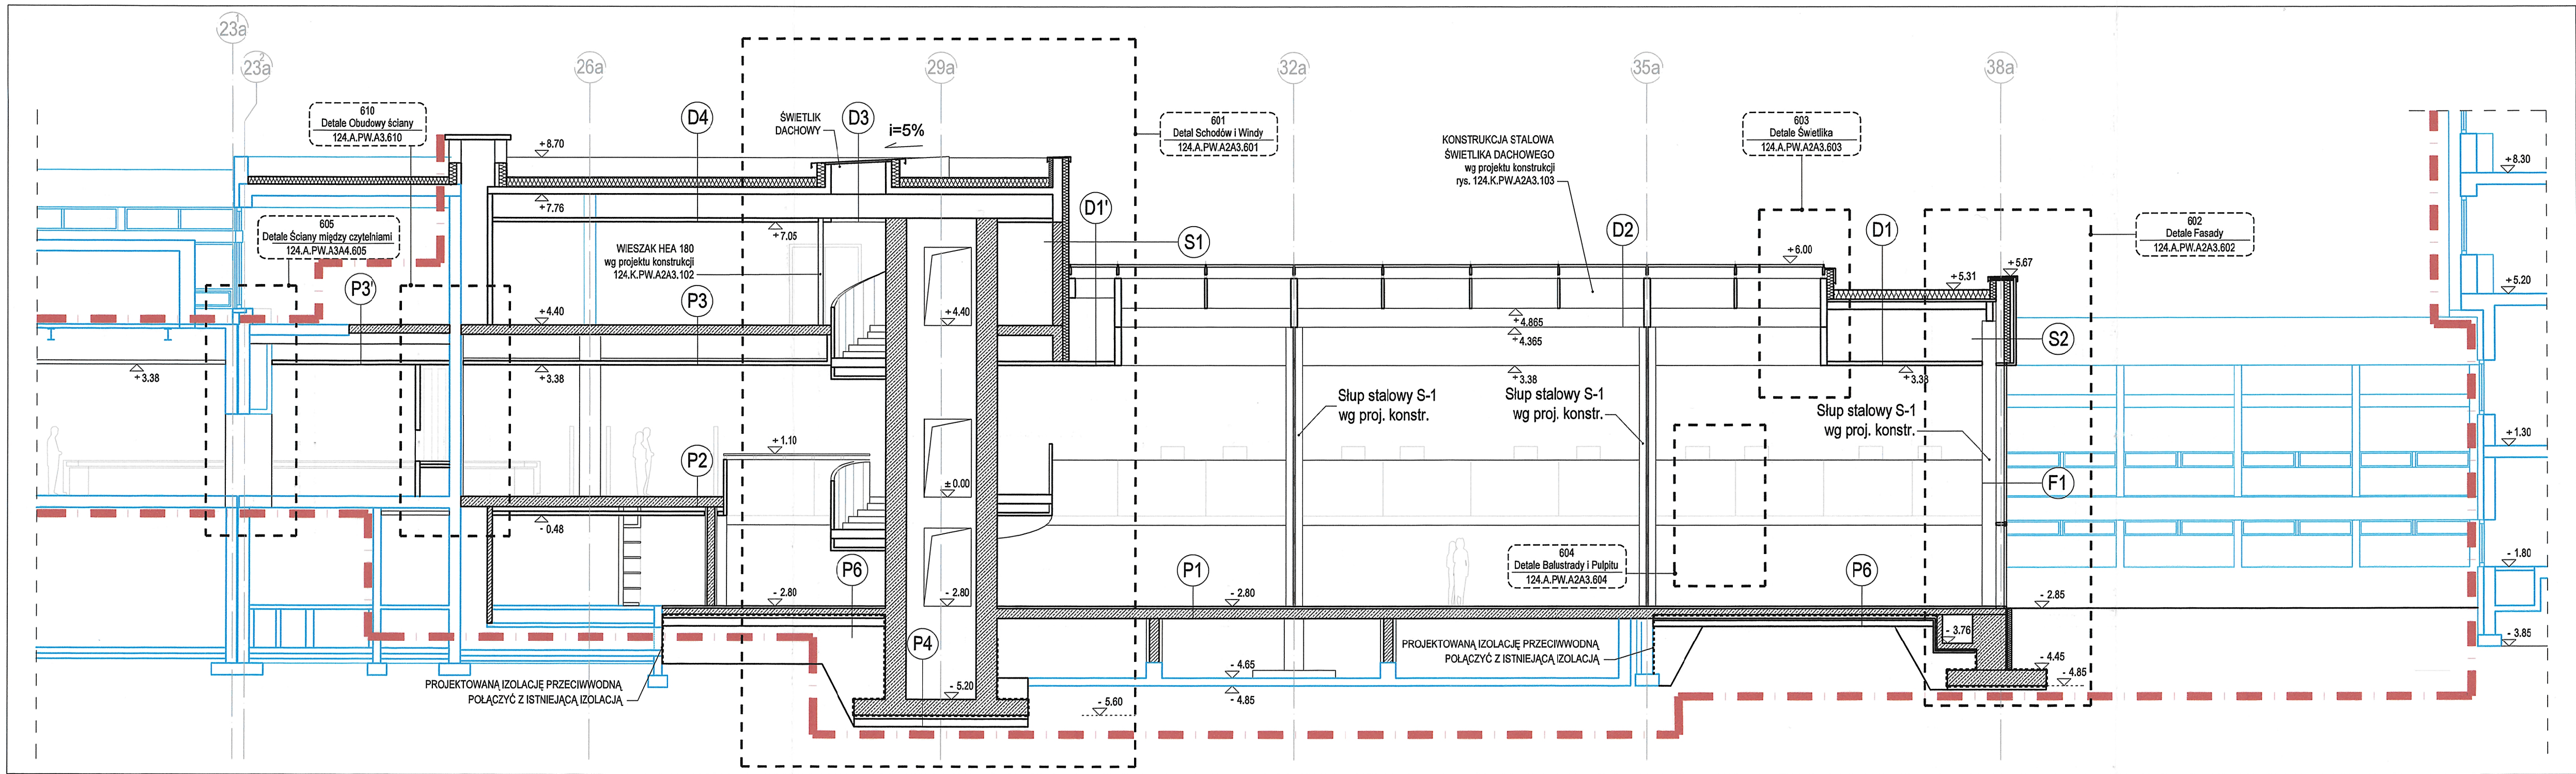 23a¹
23a²
26a
29a
32a
35a
38a
610
Detale Obudowy ściany
124.A.PW.A3.610
605
Detale Ściany między czytelniami
124.A.PW.A3A4.605
P3'
+3.38
+8.70
+7.76
D4
ŚWIETLIK
DACHOWY
D3
i=5%
+7.05
WIESZAK HEA 180
wg projektu konstrukcji
124.K.PW.A2A3.102
P3
+4.40
+3.38
+4.40
601
Detal Schodów i Windy
124.A.PW.A2A3.601
D1'
S1
KONSTRUKCJA STALOWA
ŚWIETLIKA DACHOWEGO
wg projektu konstrukcji
rys. 124.K.PW.A2A3.103
D2
603
Detale Świetlika
124.A.PW.A2A3.603
D1
602
Detale Fasady
124.A.PW.A2A3.602
+6.00
+5.31
+5.67
+4.865
+4.365
+3.38
+3.38
S2
+8.30
+5.20
+1.30
- 1.80
- 3.85
Słup stalowy S-1
wg proj. konstr.
Słup stalowy S-1
wg proj. konstr.
Słup stalowy S-1
wg proj. konstr.
P2
+1.10
± 0.00
- 0.48
F1
604
Detale Balustrady i Pulpitu
124.A.PW.A2A3.604
P6
P1
P6
- 2.80
- 2.80
- 2.80
- 2.85
P4
- 3.76
PROJEKTOWANĄ IZOLACJĘ PRZECIWWODNĄ
POŁĄCZYĆ Z ISTNIEJĄCĄ IZOLACJĄ
- 4.65
- 4.85
- 4.45
- 4.85
PROJEKTOWANĄ IZOLACJĘ PRZECIWWODNĄ
POŁĄCZYĆ Z ISTNIEJĄCĄ IZOLACJĄ
- 5.20
- 5.60